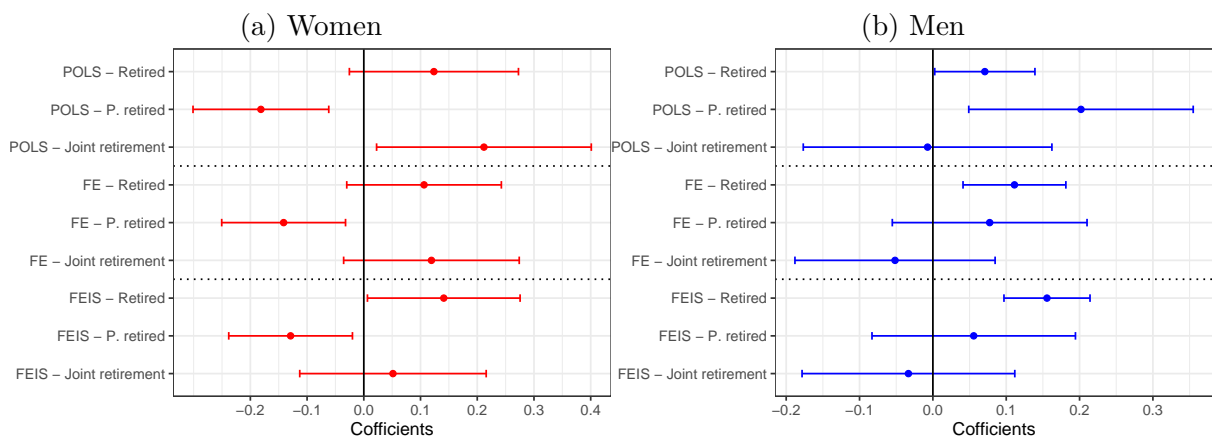 (a) Women
POLS − Retired
POLS − P. retired
POLS − Joint retirement
FE − Retired
FE − P. retired
FE − Joint retirement
FEIS − Retired
FEIS − P. retired
FEIS − Joint retirement
−0.2 −0.1 0.0 0.1 0.2 0.3 0.4
Cofficients
(b) Men
POLS − Retired
POLS − P. retired
POLS − Joint retirement
FE − Retired
FE − P. retired
FE − Joint retirement
FEIS − Retired
FEIS − P. retired
FEIS − Joint retirement
−0.2 −0.1 0.0 0.1 0.2 0.3
Cofficients